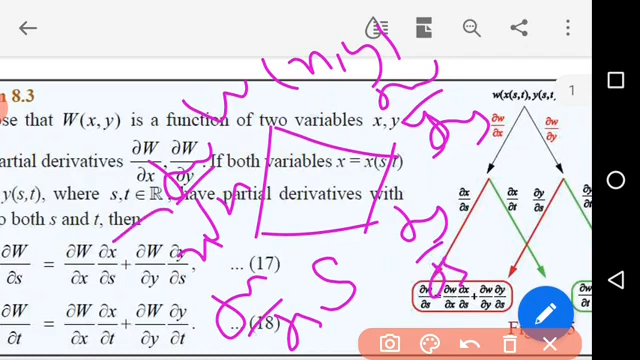 1
m 8.3
ose that W(x, y) is a function of two variables x, y
partial derivatives ∂W/∂x, ∂W/∂y. If both variables x = x(s,t)
y(s,t), where s,t ∈ ℝ, have partial derivatives with
o both s and t, then
∂W/∂s = ∂W/∂x ∂x/∂s + ∂W/∂y ∂y/∂s, ... (17)
∂W/∂t = ∂W/∂x ∂x/∂t + ∂W/∂y ∂y/∂t. ... (18)
w(x(s,t), y(s,t
∂w/∂x ∂w/∂y
∂x/∂s ∂x/∂t ∂y/∂s ∂y/∂t
∂w/∂s = ∂w/∂x ∂x/∂s + ∂w/∂y ∂y/∂s
∂w/∂t
W (x, y)
S